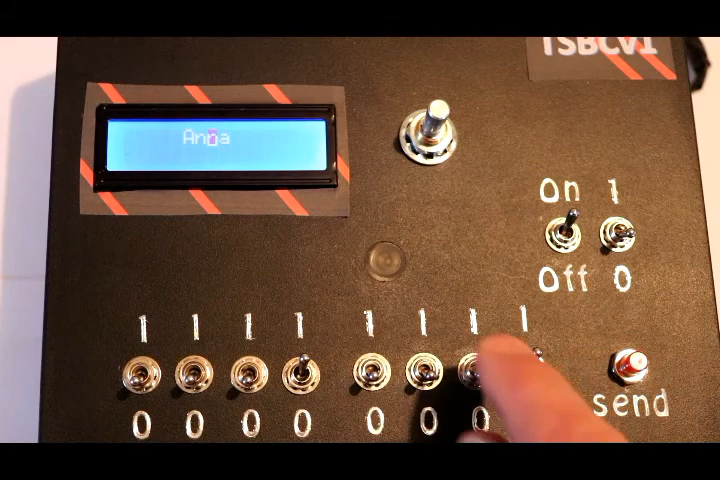 TSBCV1
Anna
On 1
Off 0
1 1 1 1 1 1 1 1
send
0 0 0 0 0 0 0